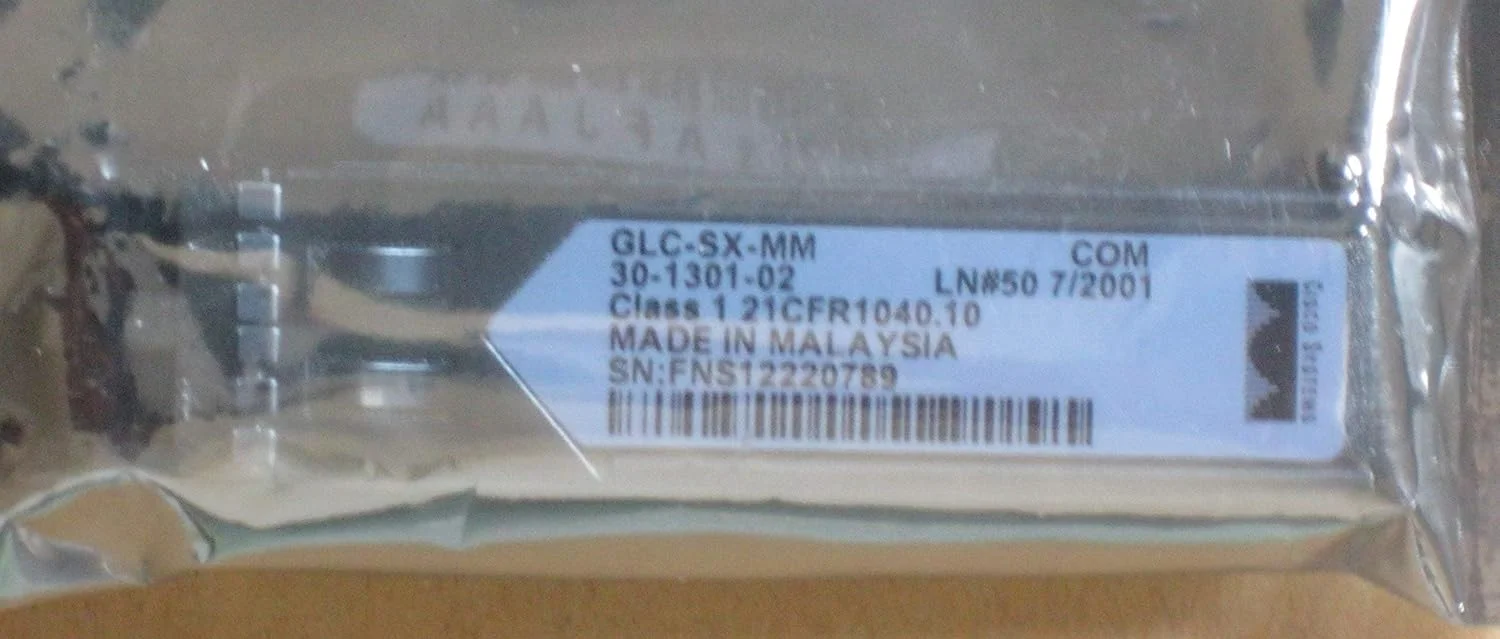 GLC-SX-MM COM
30-1301-02 LN#50 7/2001
Class 1 21CFR1040.10
MADE IN MALAYSIA
SN:FNS12220789
Cisco Systems